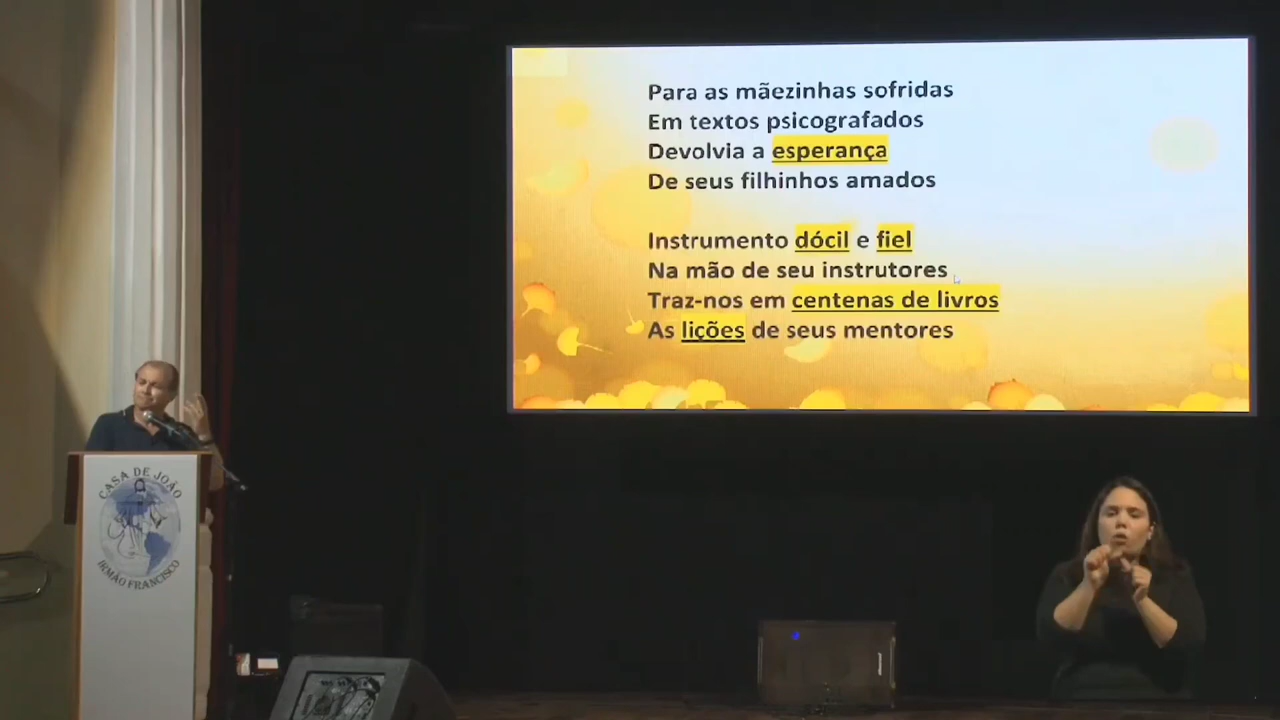 Para as mãezinhas sofridas
Em textos psicografados
Devolvia a esperança
De seus filhinhos amados
Instrumento dócil e fiel
Na mão de seu instrutores
Traz-nos em centenas de livros
As lições de seus mentores
CASA DE JOÃO
IRMÃO FRANCISCO